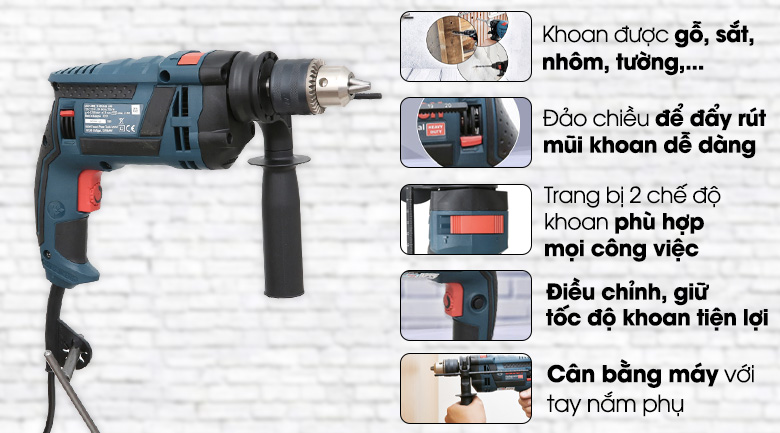 Khoan được gỗ, sắt,
nhôm, tường,...
HEAVY
DUTY
Đảo chiều để đẩy rút
mũi khoan dễ dàng
Trang bị 2 chế độ
khoan phù hợp
mọi công việc
Điều chỉnh, giữ
tốc độ khoan tiện lợi
Cân bằng máy với
tay nắm phụ